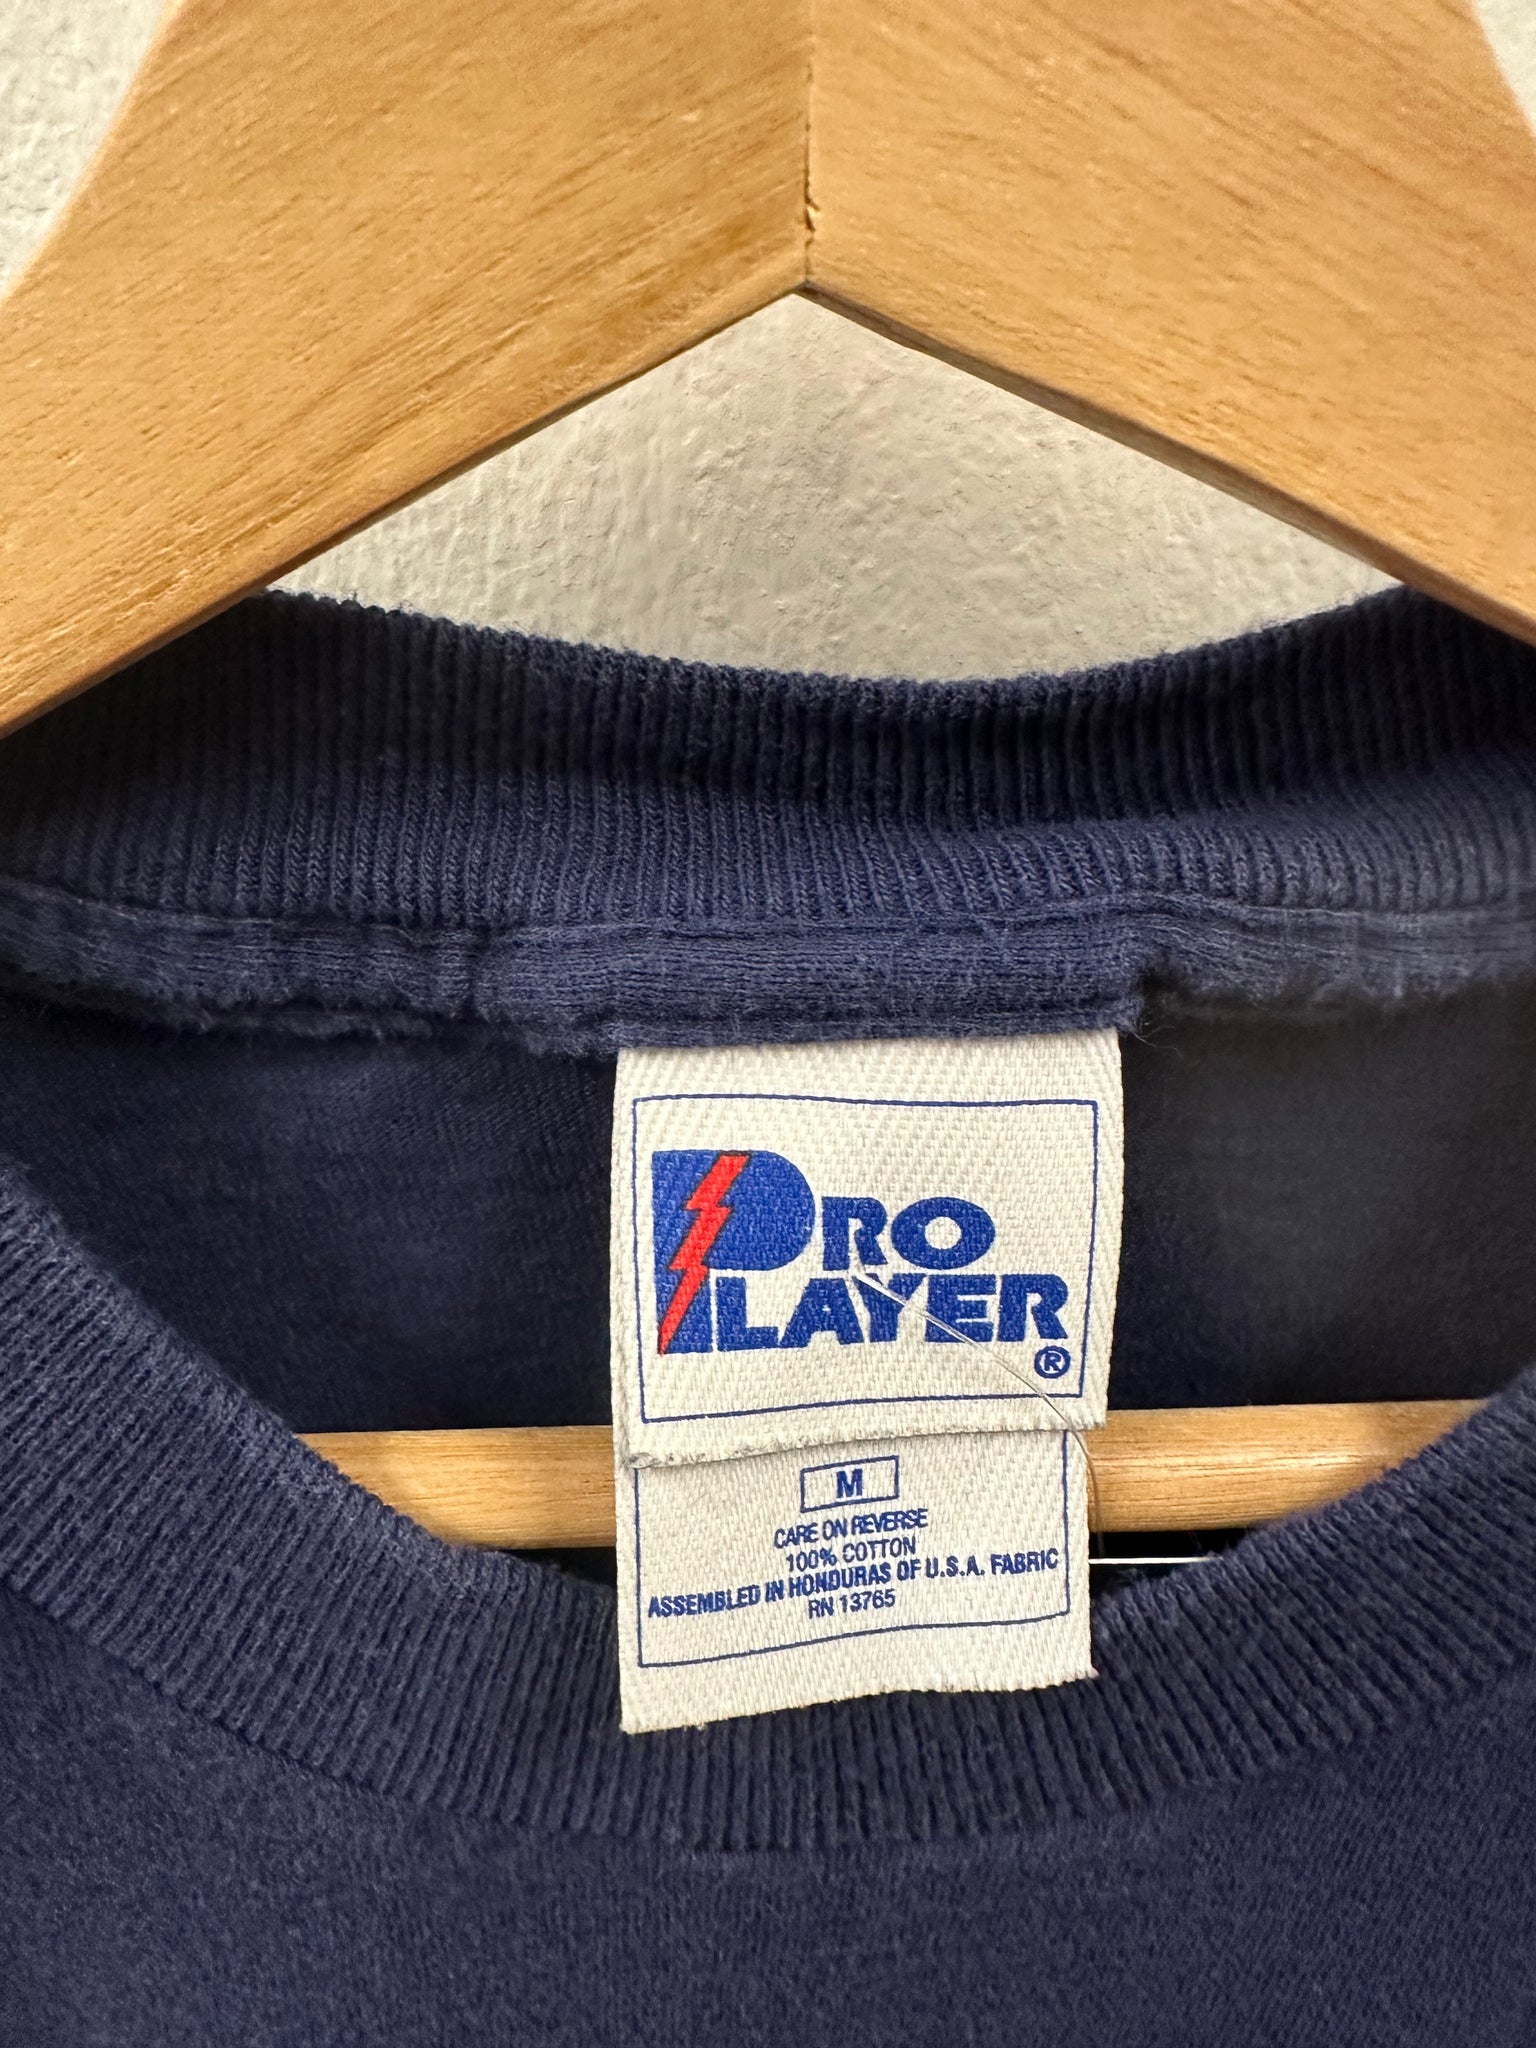 PRO
PLAYER
®
M
CARE ON REVERSE
100% COTTON
ASSEMBLED IN HONDURAS OF U.S.A. FABRIC
RN 13765